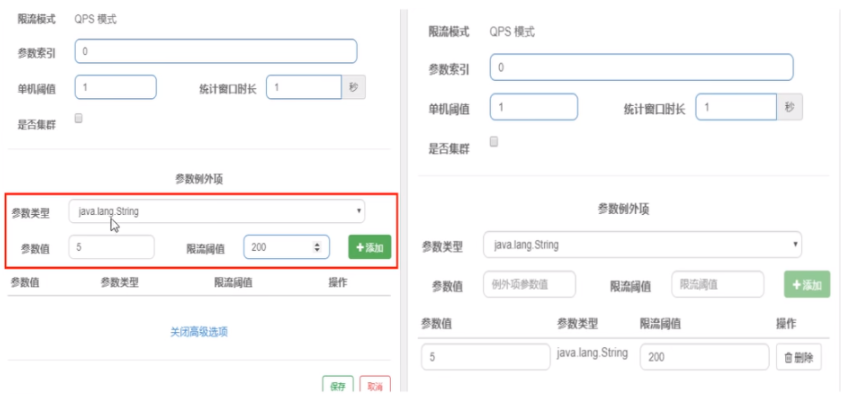 限流模式 QPS 模式
参数索引 0
单机阈值 1 统计窗口时长 1 秒
是否集群
参数例外项
参数类型 java.lang.String
参数值 5 限流阈值 200 +添加
参数值 参数类型 限流阈值 操作
关闭高级选项
保存 取消
限流模式 QPS 模式
参数索引 0
单机阈值 1 统计窗口时长 1 秒
是否集群
参数例外项
参数类型 java.lang.String
参数值 例外项参数值 限流阈值 限流阈值 +添加
参数值 参数类型 限流阈值 操作
5 java.lang.String 200 删除